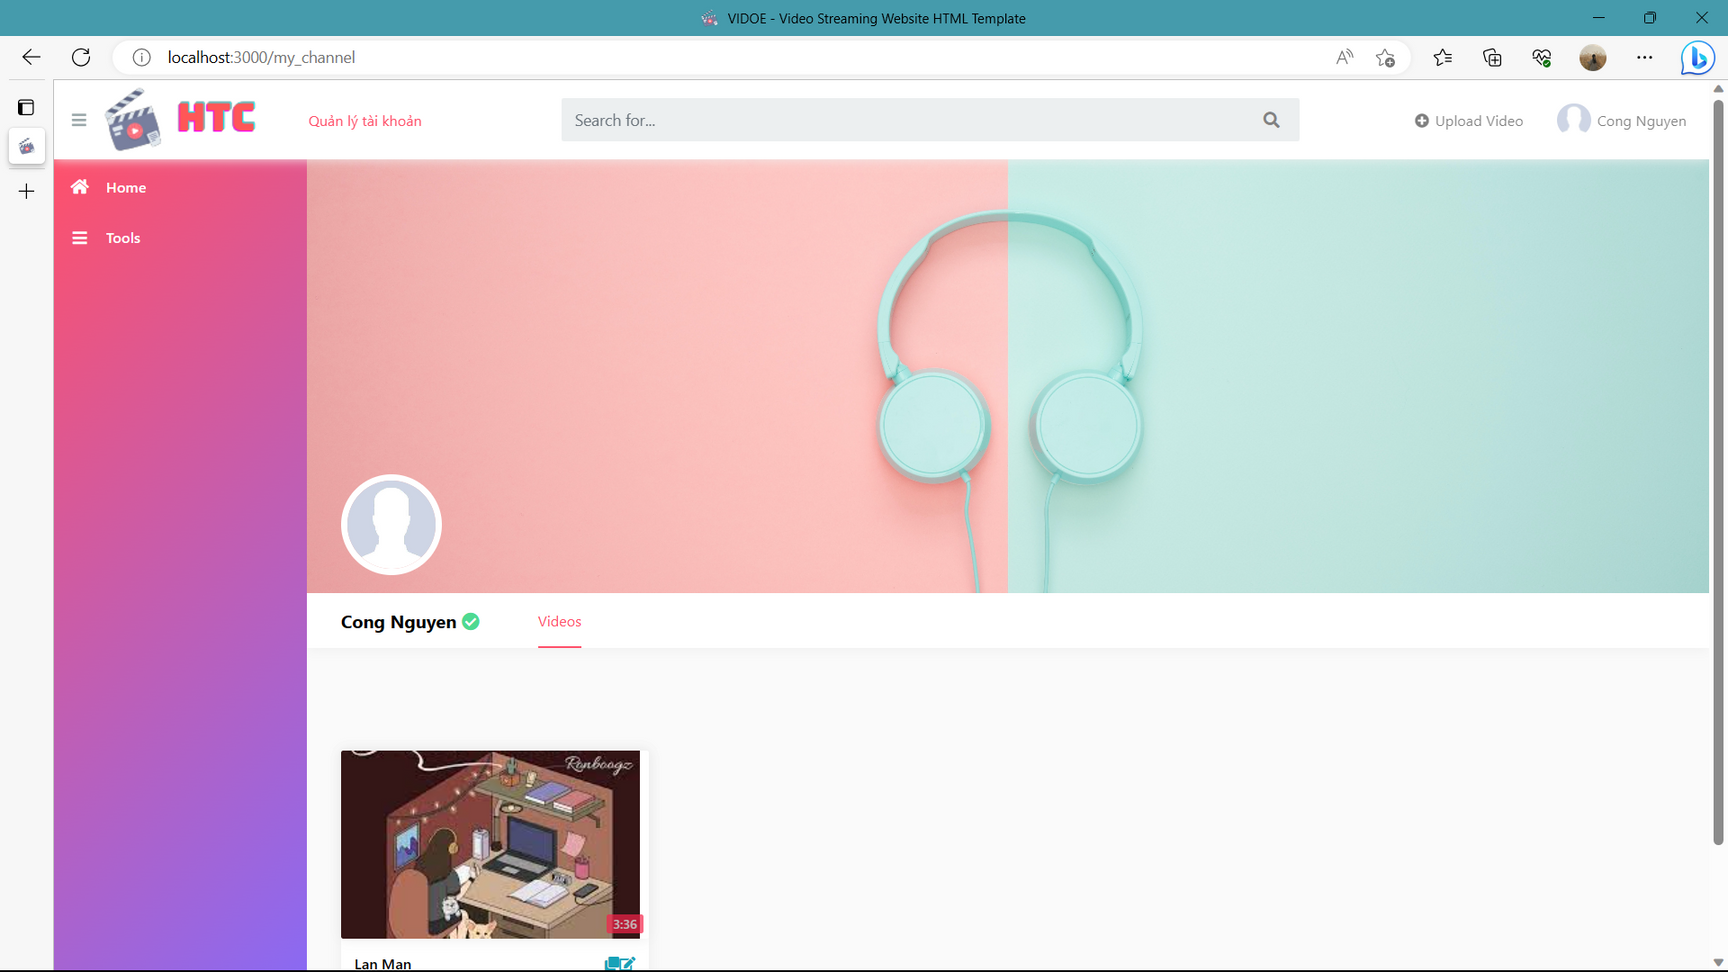 VIDOE - Video Streaming Website HTML Template
localhost:3000/my_channel
HTC
Quản lý tài khoản
Search for...
Upload Video
Cong Nguyen
Home
Tools
Cong Nguyen
Videos
Ranboogz
3:36
Lan Man